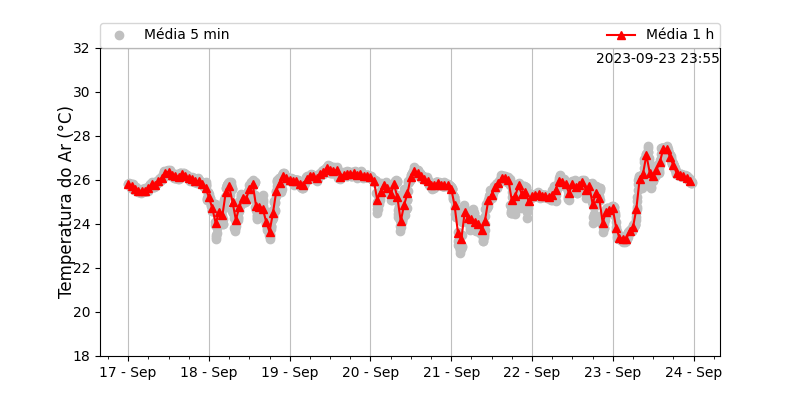 Média 5 min
Média 1 h
2023-09-23 23:55
Temperatura do Ar (°C)
32
30
28
26
24
22
20
18
17 - Sep
18 - Sep
19 - Sep
20 - Sep
21 - Sep
22 - Sep
23 - Sep
24 - Sep